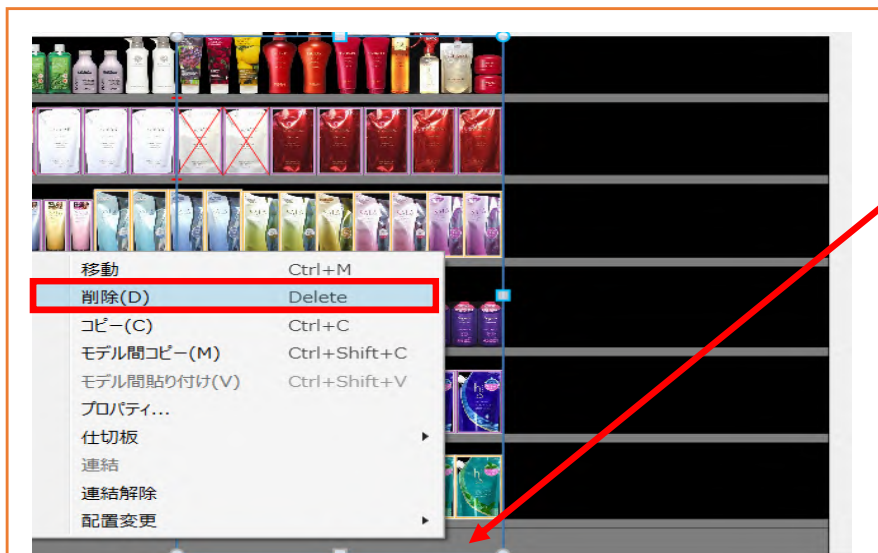 移動 Ctrl+M
削除(D) Delete
コピー(C) Ctrl+C
モデル間コピー(M) Ctrl+Shift+C
モデル間貼り付け(V) Ctrl+Shift+V
プロパティ...
仕切板
連結
連結解除
配置変更